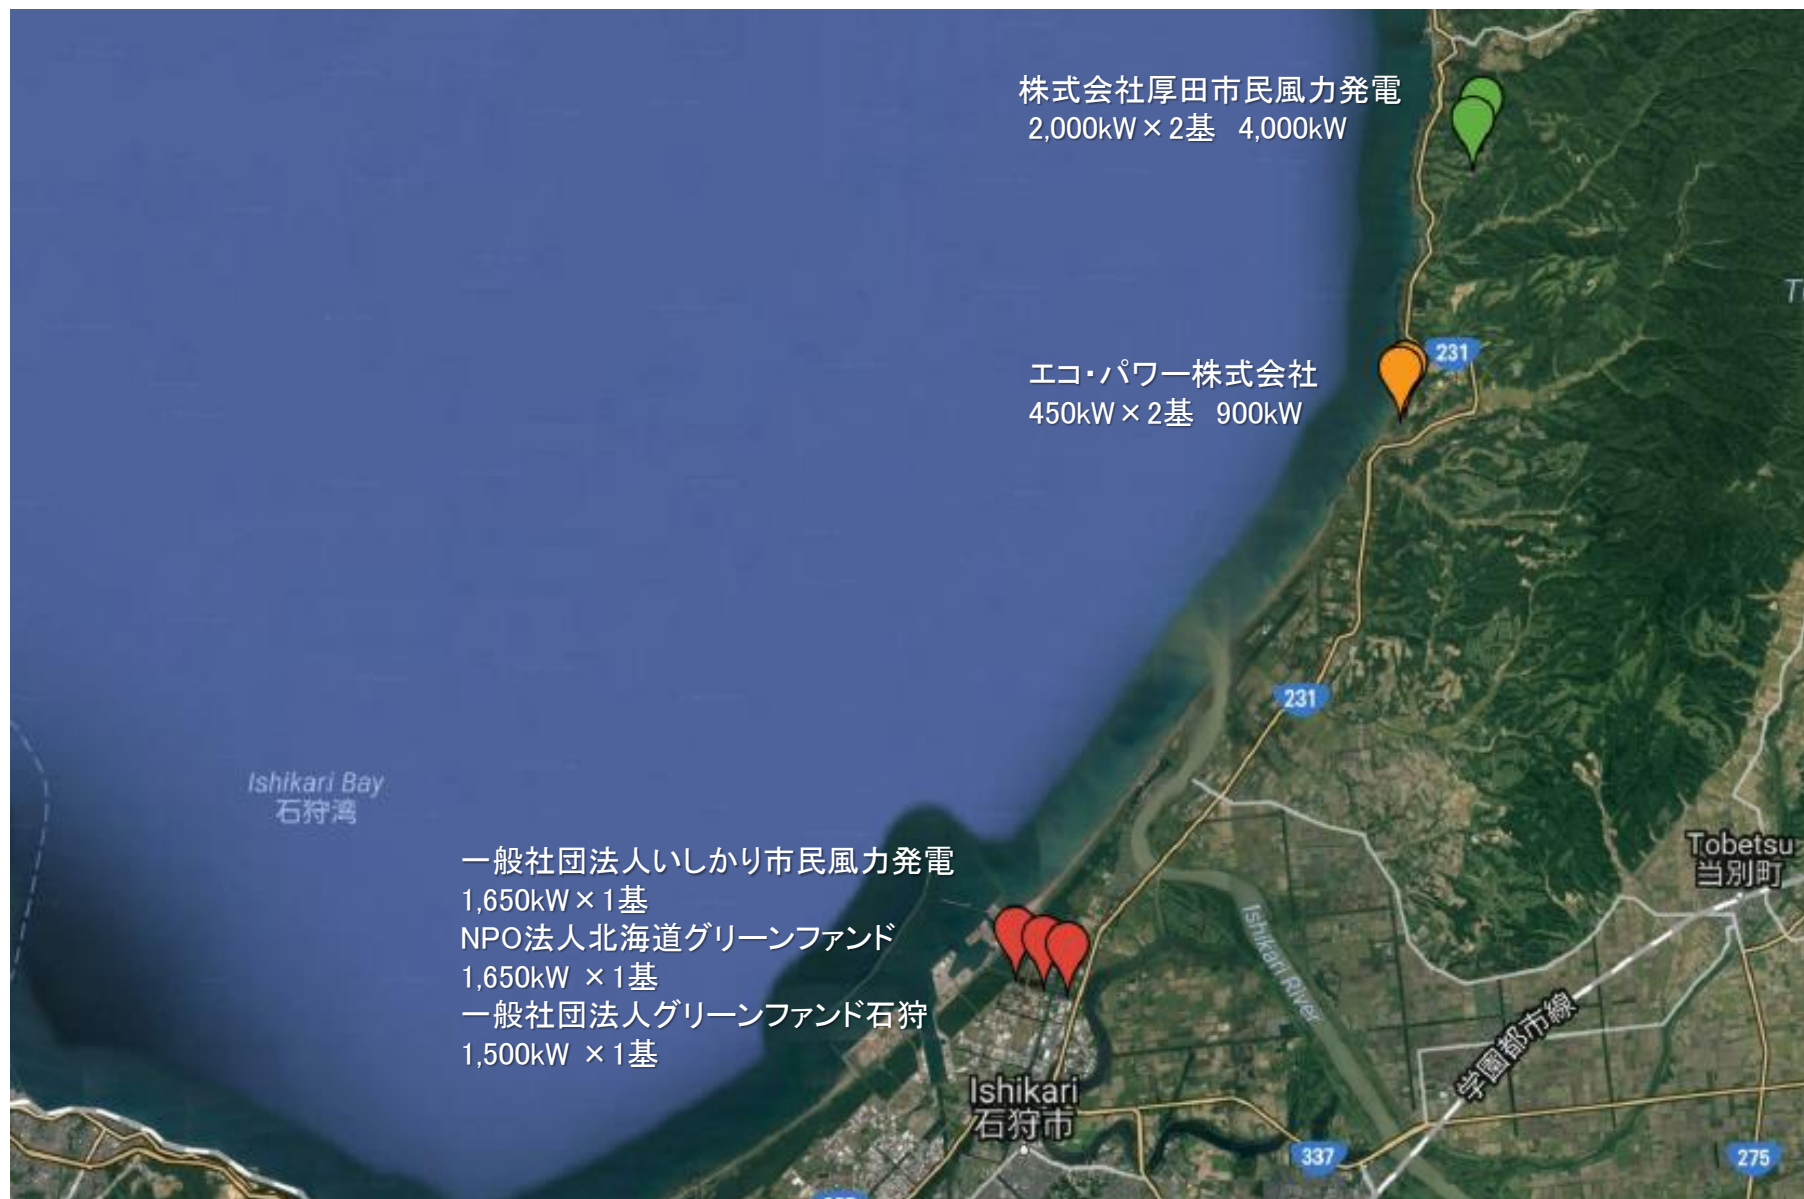 株式会社厚田市民風力発電
2,000kW×2基 4,000kW
エコ・パワー株式会社
450kW×2基 900kW
231
231
Ishikari Bay
石狩湾
一般社団法人いしかり市民風力発電
1,650kW×1基
NPO法人北海道グリーンファンド
1,650kW ×1基
一般社団法人グリーンファンド石狩
1,500kW ×1基
Tobetsu
当別町
Ishikari River
学園都市線
Ishikari
石狩市
337
275